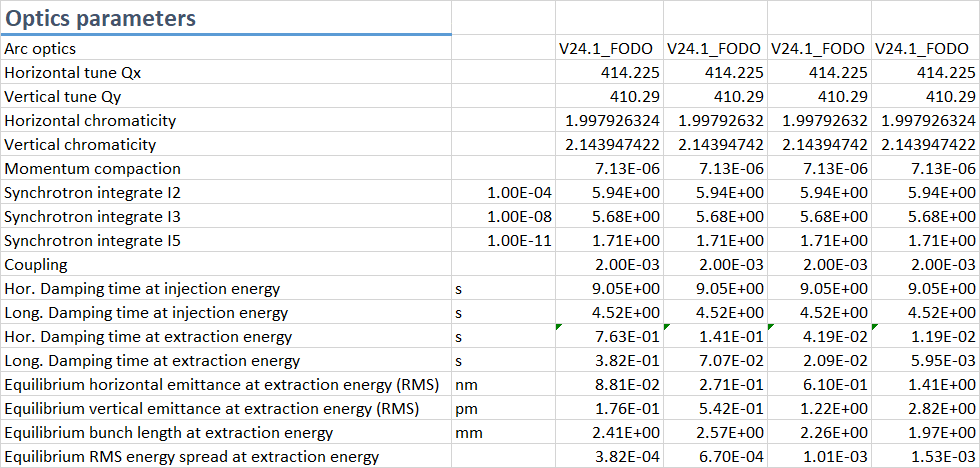 Optics parameters
Arc optics V24.1_FODO V24.1_FODO V24.1_FODO V24.1_FODO
Horizontal tune Qx 414.225 414.225 414.225 414.225
Vertical tune Qy 410.29 410.29 410.29 410.29
Horizontal chromaticity 1.997926324 1.99792632 1.99792632 1.997926324
Vertical chromaticity 2.143947422 2.14394742 2.14394742 2.143947422
Momentum compaction 7.13E-06 7.13E-06 7.13E-06 7.13E-06
Synchrotron integrate I2 1.00E-04 5.94E+00 5.94E+00 5.94E+00 5.94E+00
Synchrotron integrate I3 1.00E-08 5.68E+00 5.68E+00 5.68E+00 5.68E+00
Synchrotron integrate I5 1.00E-11 1.71E+00 1.71E+00 1.71E+00 1.71E+00
Coupling 2.00E-03 2.00E-03 2.00E-03 2.00E-03
Hor. Damping time at injection energy s 9.05E+00 9.05E+00 9.05E+00 9.05E+00
Long. Damping time at injection energy s 4.52E+00 4.52E+00 4.52E+00 4.52E+00
Hor. Damping time at extraction energy s 7.63E-01 1.41E-01 4.19E-02 1.19E-02
Long. Damping time at extraction energy s 3.82E-01 7.07E-02 2.09E-02 5.95E-03
Equilibrium horizontal emittance at extraction energy (RMS) nm 8.81E-02 2.71E-01 6.10E-01 1.41E+00
Equilibrium vertical emittance at extraction energy (RMS) pm 1.76E-01 5.42E-01 1.22E+00 2.82E+00
Equilibrium bunch length at extraction energy mm 2.41E+00 2.57E+00 2.26E+00 1.97E+00
Equilibrium RMS energy spread at extraction energy 3.82E-04 6.70E-04 1.01E-03 1.53E-03